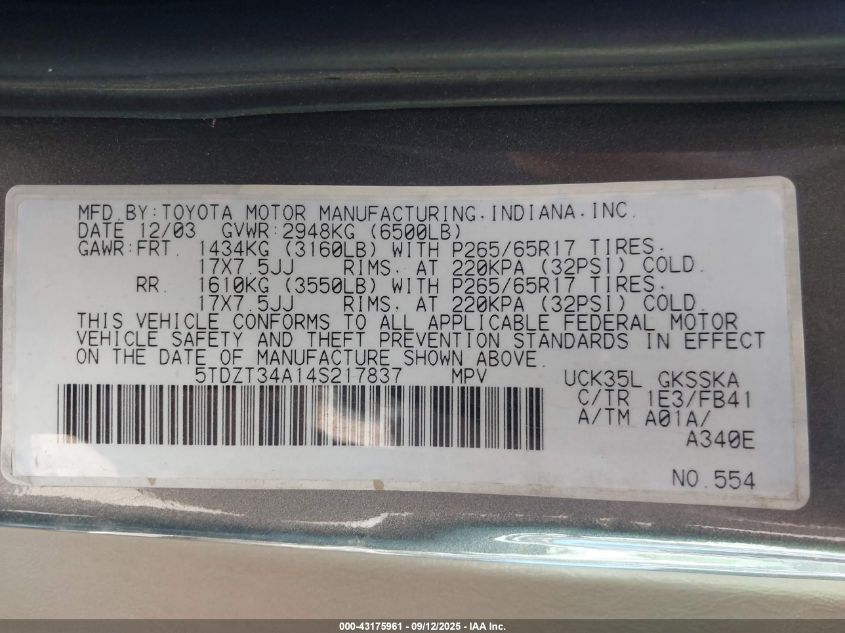 MFD.BY:TOYOTA MOTOR MANUFACTURING.INDIANA.INC.
DATE 12/03 GVWR:2948KG (6500LB)
GAWR:FRT. 1434KG (3160LB) WITH P265/65R17 TIRES.
17X7.5JJ RIMS. AT 220KPA (32PSI) COLD.
RR. 1610KG (3550LB) WITH P265/65R17 TIRES.
17X7.5JJ RIMS. AT 220KPA (32PSI) COLD.
THIS VEHICLE CONFORMS TO ALL APPLICABLE FEDERAL MOTOR
VEHICLE SAFETY AND THEFT PREVENTION STANDARDS IN EFFECT
ON THE DATE OF MANUFACTURE SHOWN ABOVE.
5TDZT34A14S217837 MPV UCK35L GKSSKA
C/TR 1E3/FB41
A/TM A01A/
A340E
NO.554
000-43175961 - 09/12/2025 - IAA Inc.